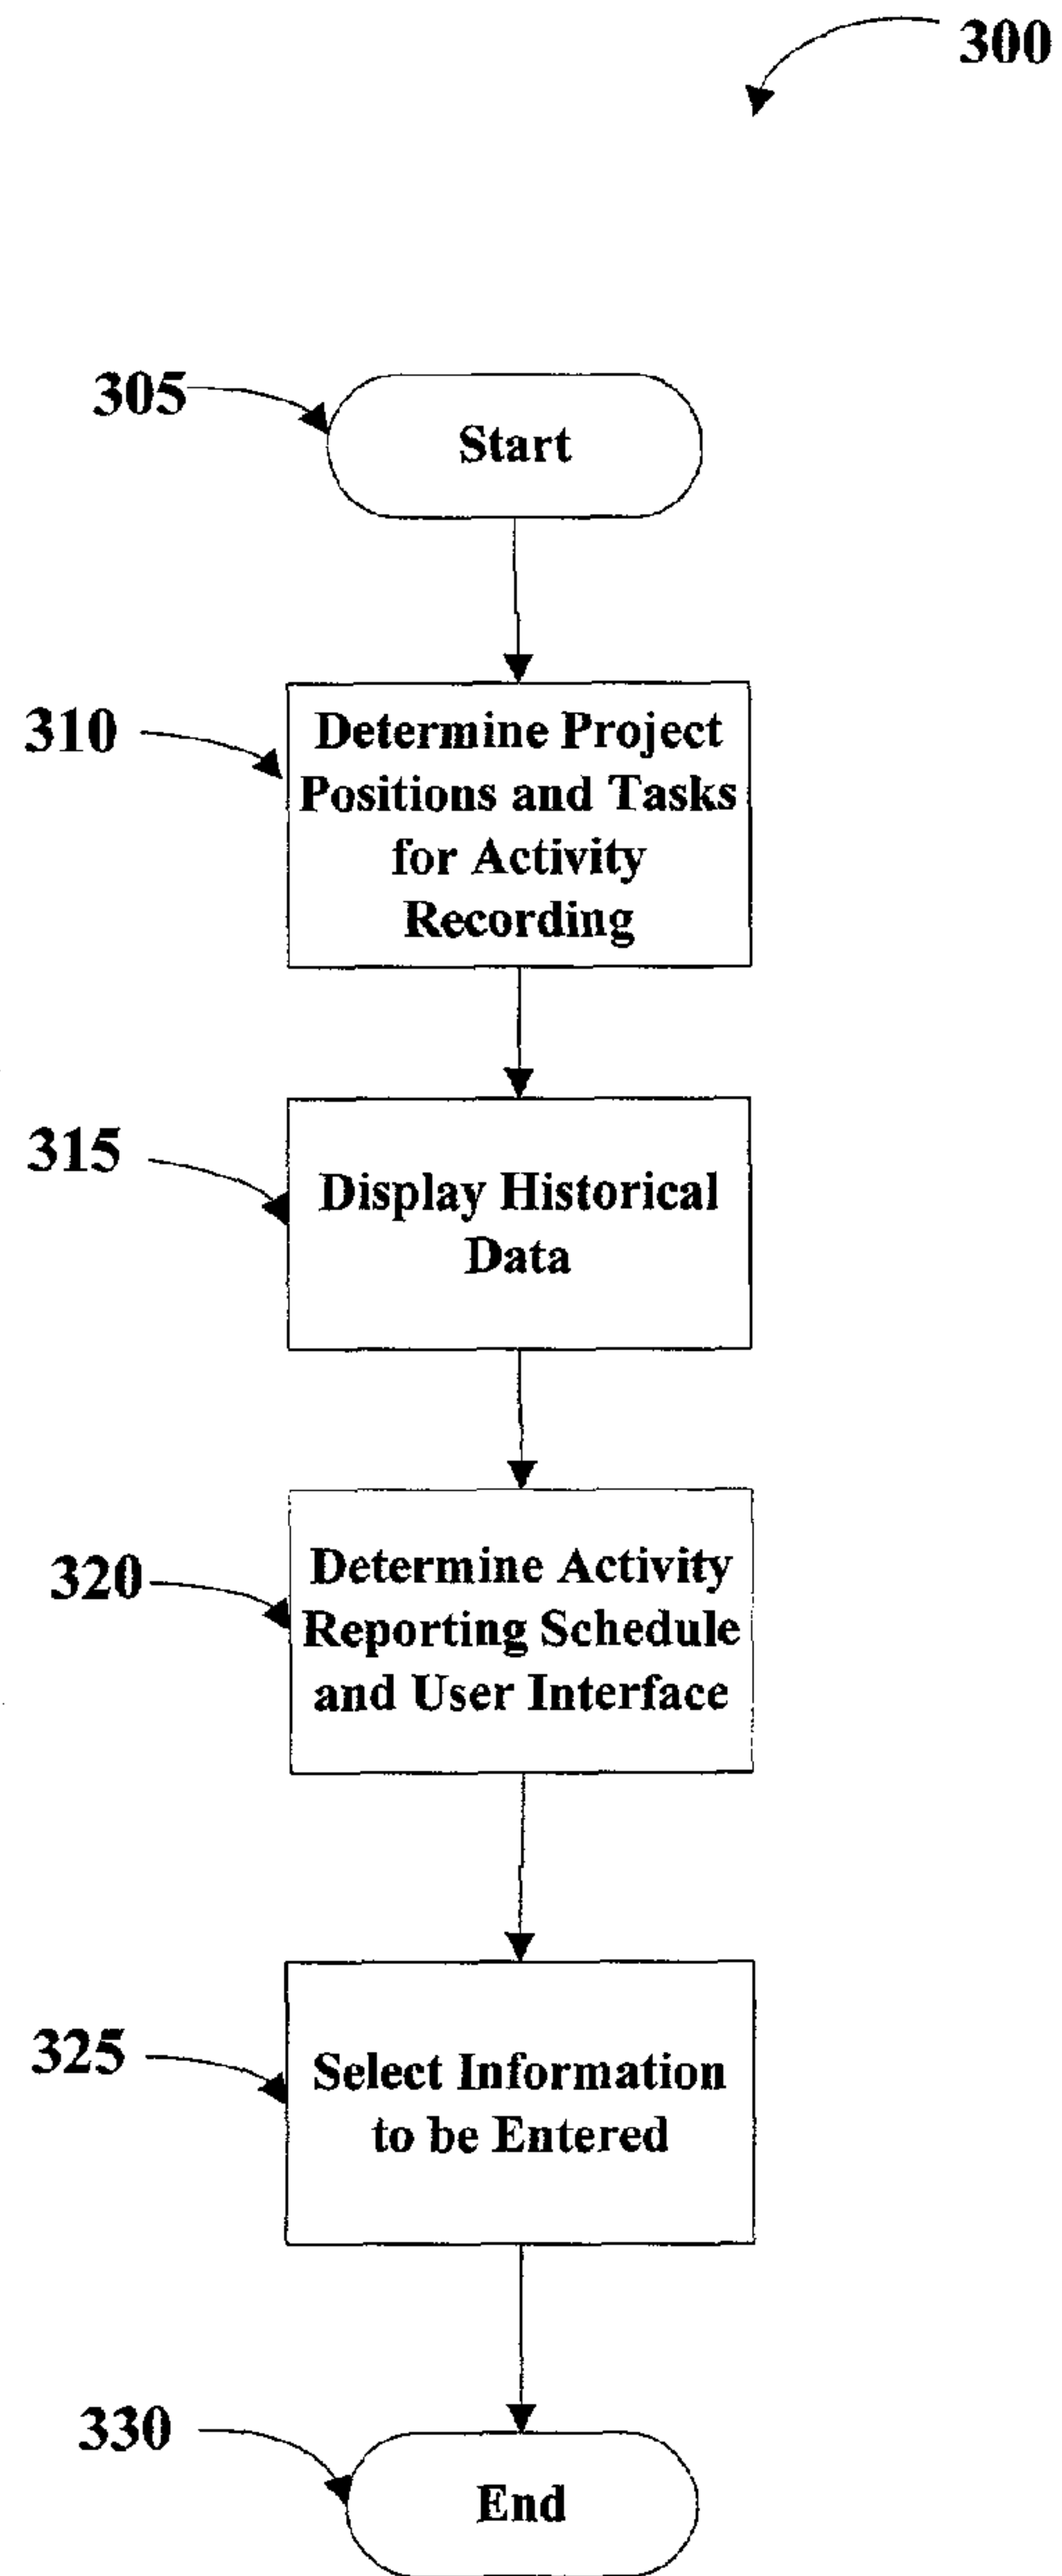 300
305
Start
310
Determine Project
Positions and Tasks
for Activity
Recording
315
Display Historical
Data
320
Determine Activity
Reporting Schedule
and User Interface
325
Select Information
to be Entered
330
End